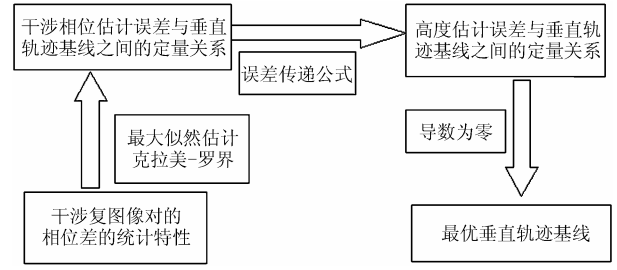 干涉相位估计误差与垂直
轨迹基线之间的定量关系
误差传递公式
高度估计误差与垂直
轨迹基线之间的定量关系
最大似然估计
克拉美-罗界
导数为零
干涉复图像对的
相位差的统计特性
最优垂直轨迹基线